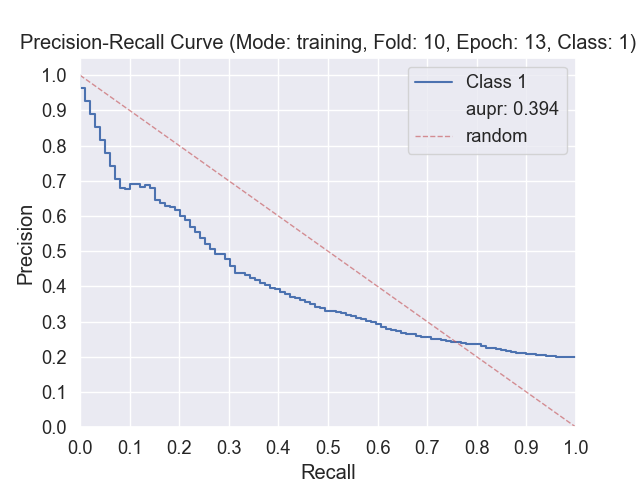 Precision-Recall Curve (Mode: training, Fold: 10, Epoch: 13, Class: 1)
Class 1
aupr: 0.394
random
Precision
1.0
0.9
0.8
0.7
0.6
0.5
0.4
0.3
0.2
0.1
0.0
0.0 0.1 0.2 0.3 0.4 0.5 0.6 0.7 0.8 0.9 1.0
Recall